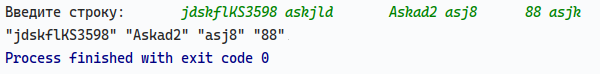 Введите строку: jdskflKS3598 askjld Askad2 asj8 88 asjk
"jdskflKS3598" "Askad2" "asj8" "88"
Process finished with exit code 0